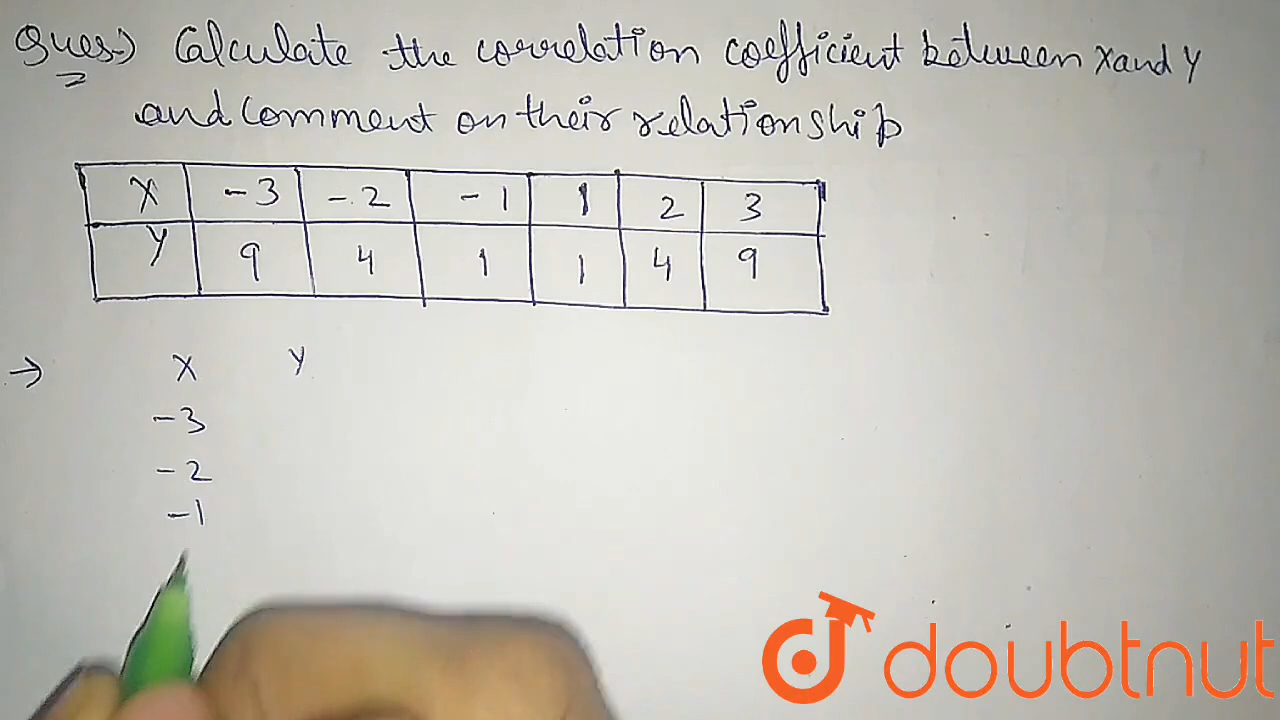 Ques.) Calculate the correlation coefficient between X and Y
and comment on their relationship
X -3 -2 -1 1 2 3
Y 9 4 1 1 4 9
→ X Y
-3
-2
-1
doubtnut